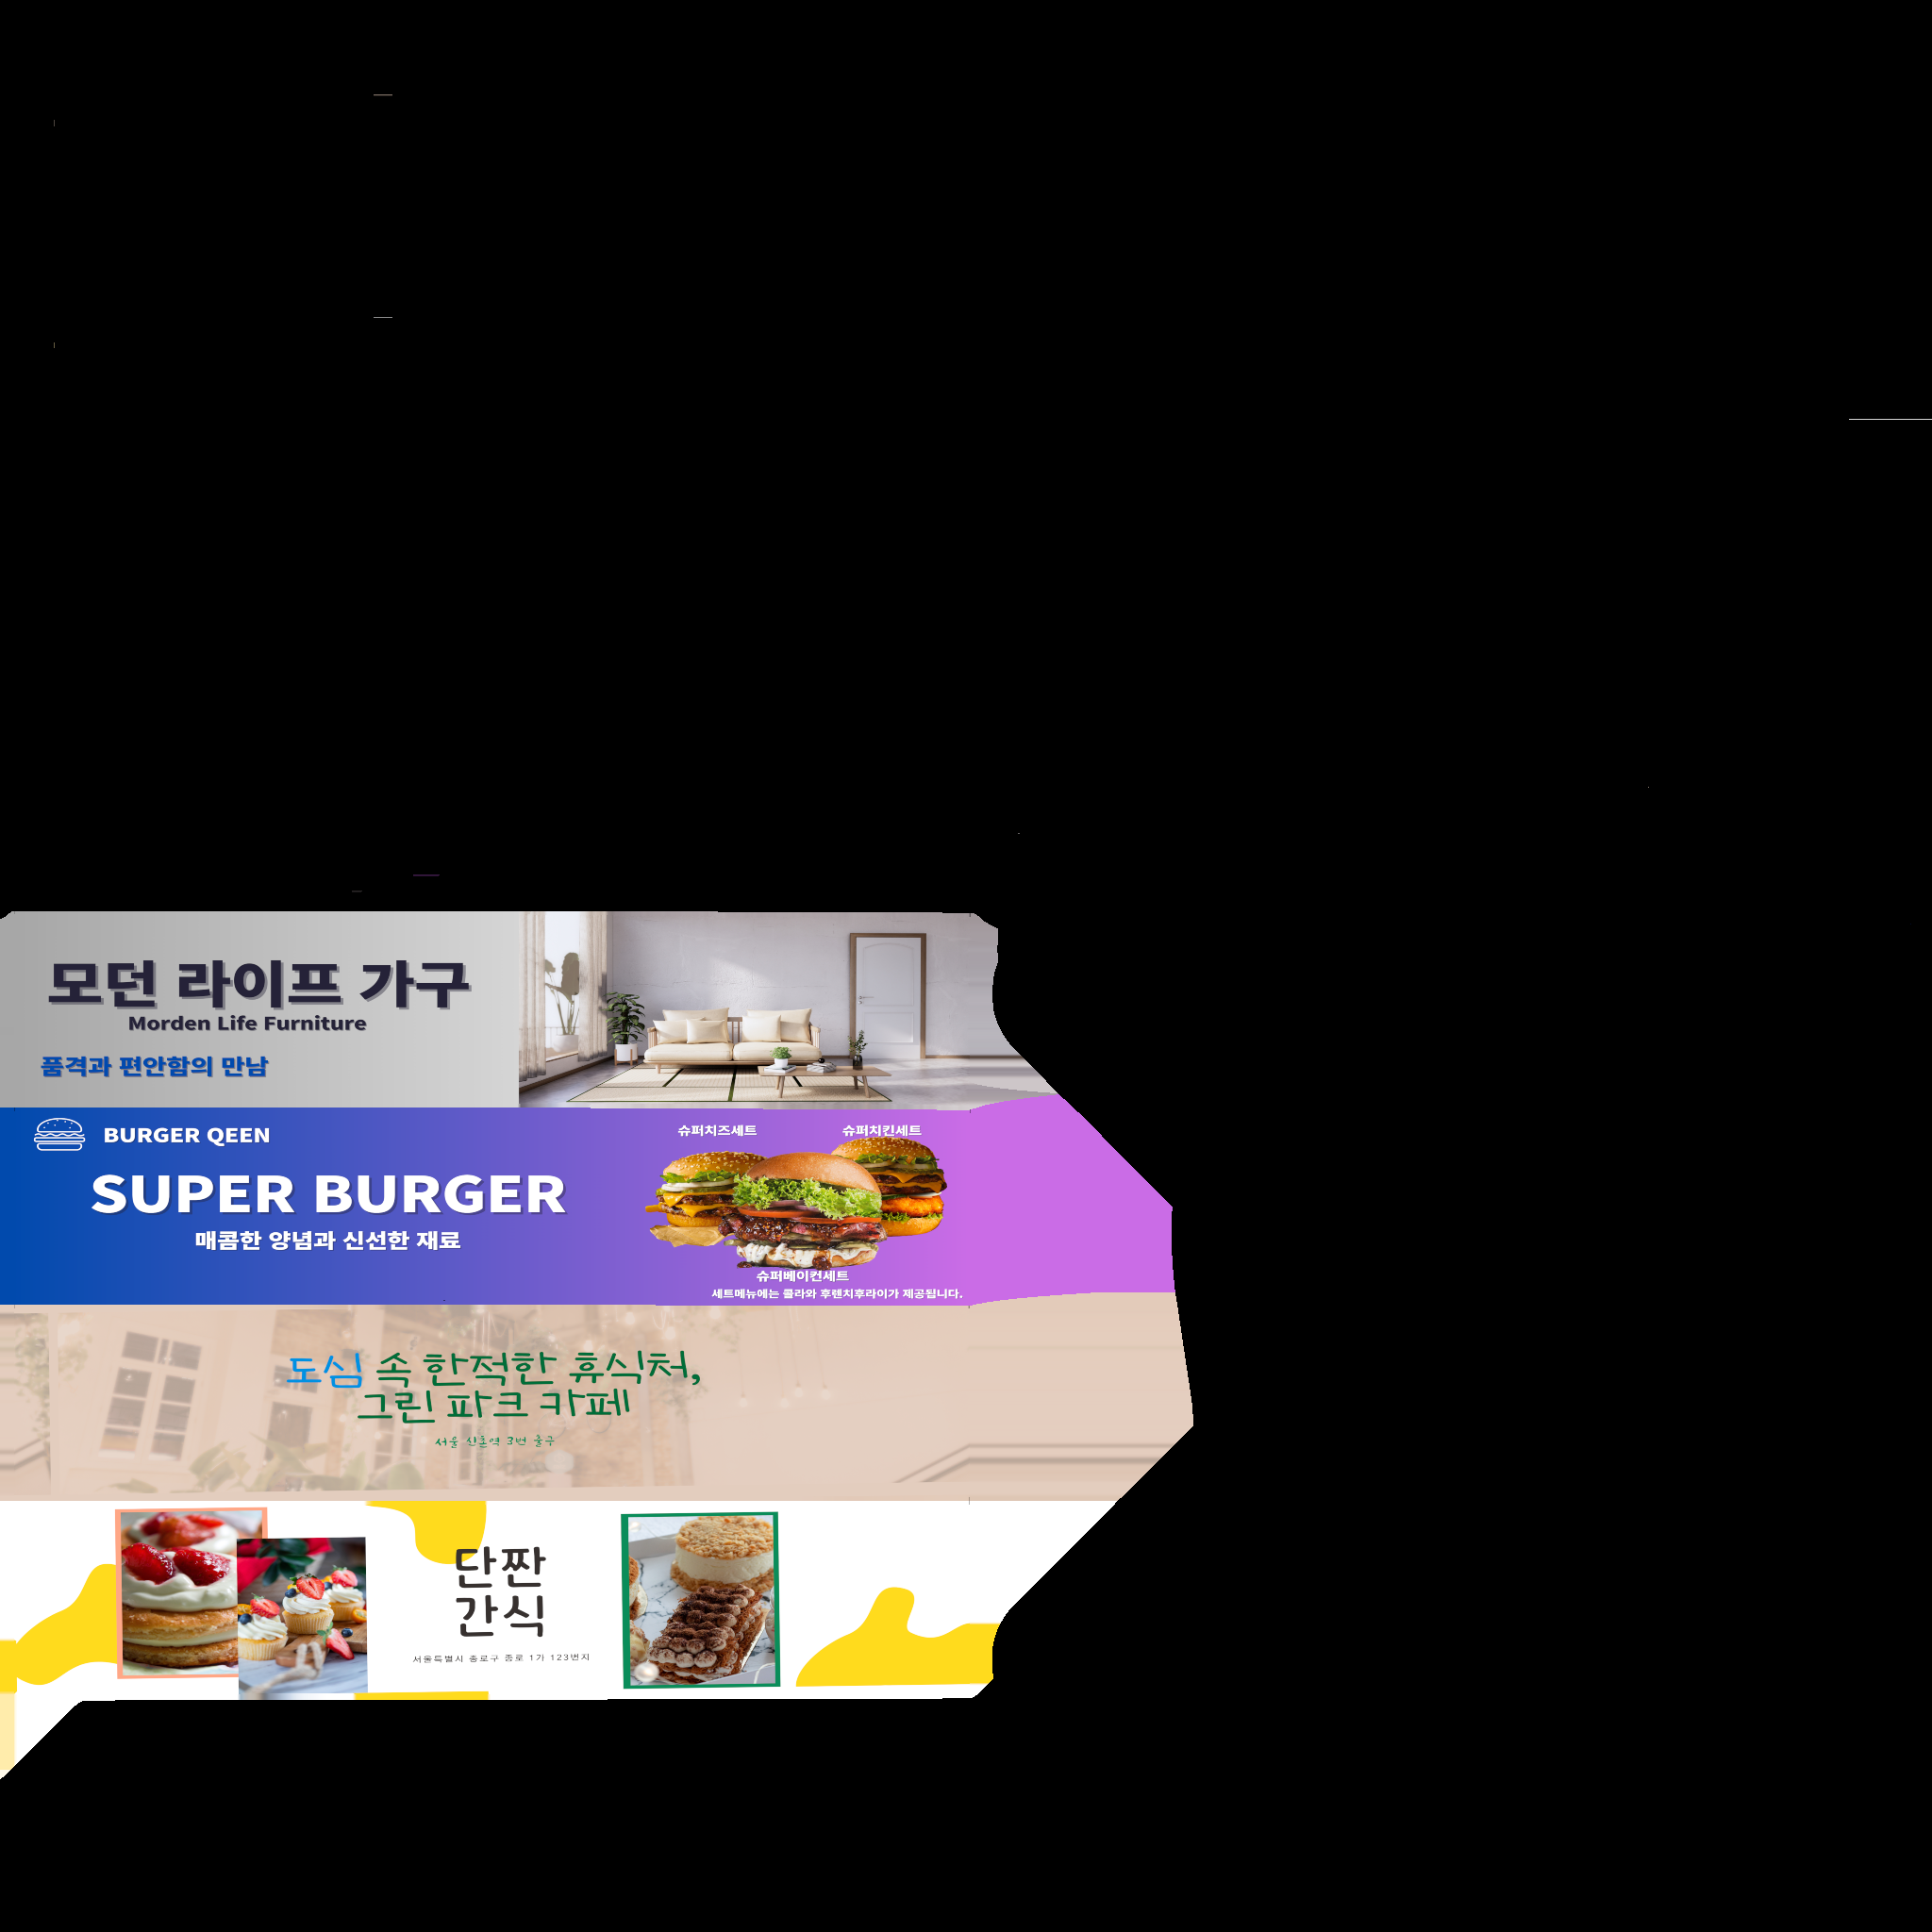 모던 라이프 가구
Morden Life Furniture
품격과 편안함의 만남
BURGER QEEN
SUPER BURGER
매콤한 양념과 신선한 재료
슈퍼치즈세트
슈퍼치킨세트
슈퍼베이컨세트
세트메뉴에는 콜라와 후렌치후라이가 제공됩니다.
도심 속 한적한 휴식처,
그린 파크 카페
서울 신촌역 3번 출구
단짠
간식
서울특별시 종로구 종로 1가 123번지